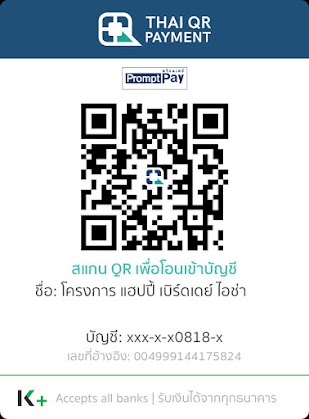 THAI QR
PAYMENT
พร้อมเพย์
PromptPay
สแกน QR เพื่อโอนเข้าบัญชี
ชื่อ: โครงการ แฮปปี้ เบิร์ดเดย์ ไอช่า
บัญชี: xxx-x-x0818-x
เลขที่อ้างอิง: 004999144175824
K+ Accepts all banks | รับเงินได้จากทุกธนาคาร